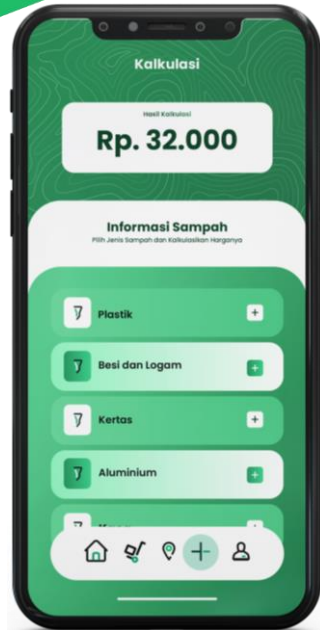 Kalkulasi
Hasil Kalkulasi
Rp. 32.000
Informasi Sampah
Pilih Jenis Sampah dan Kalkulasikan Harganya
Plastik
Besi dan Logam
Kertas
Aluminium